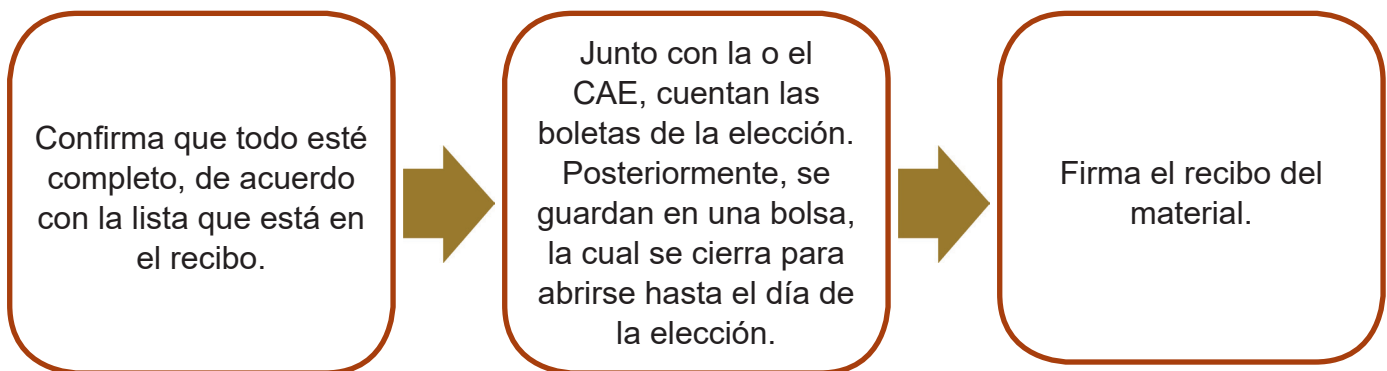 Confirma que todo esté
completo, de acuerdo
con la lista que está en
el recibo.
Junto con la o el
CAE, cuentan las
boletas de la elección.
Posteriormente, se
guardan en una bolsa,
la cual se cierra para
abrirse hasta el día de
la elección.
Firma el recibo del
material.